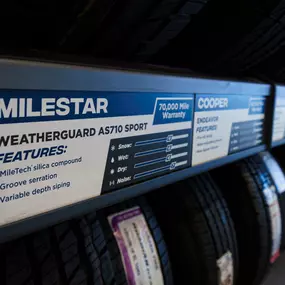 MILESTAR
70,000 Mile
Warranty
WEATHERGUARD AS710 SPORT
FEATURES:
MileTech silica compound
Groove serration
Variable depth siping
Snow:
Wet:
Dry:
Noise:
COOPER
ENDEAVOR
FEATURES: